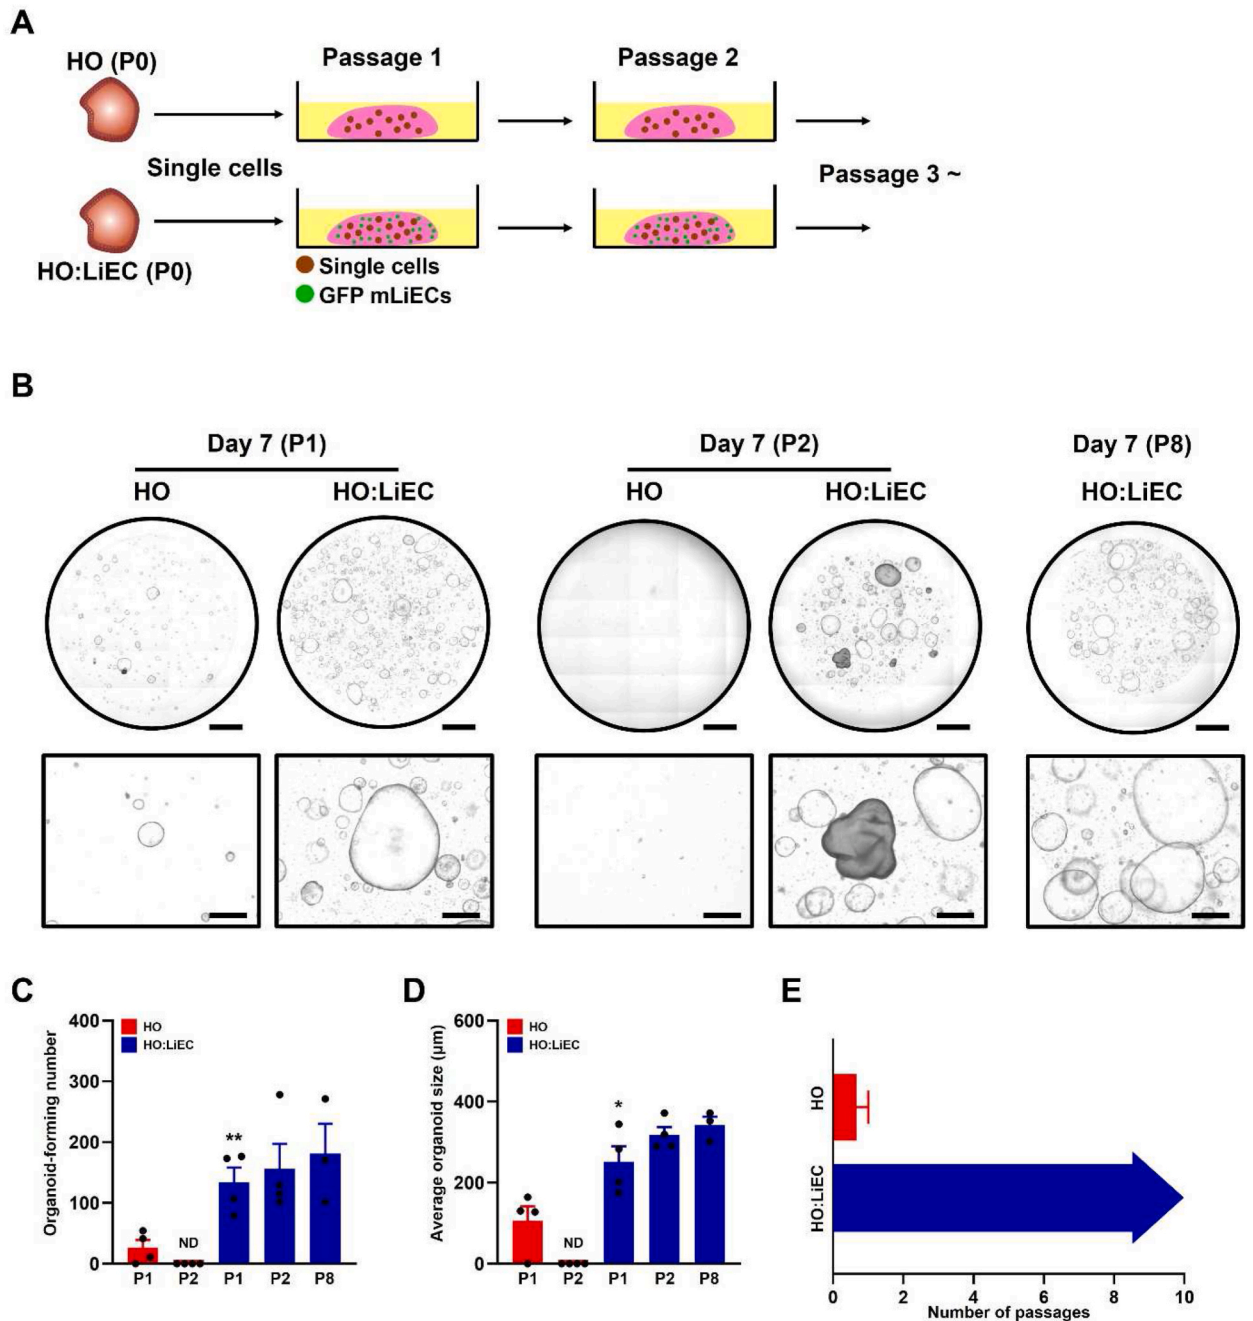 A
HO (P0)
Passage 1
Passage 2
Single cells
Passage 3 ~
HO:LiEC (P0)
Single cells
GFP mLiECs
B
Day 7 (P1)
Day 7 (P2)
Day 7 (P8)
HO
HO:LiEC
HO
HO:LiEC
HO:LiEC
C
Organoid-forming number
400
300
200
100
0
HO
HO:LiEC
ND
**
P1
P2
P1
P2
P8
D
Average organoid size (µm)
600
400
200
0
HO
HO:LiEC
ND
*
P1
P2
P1
P2
P8
E
HO
HO:LiEC
0
2
4
6
8
10
Number of passages